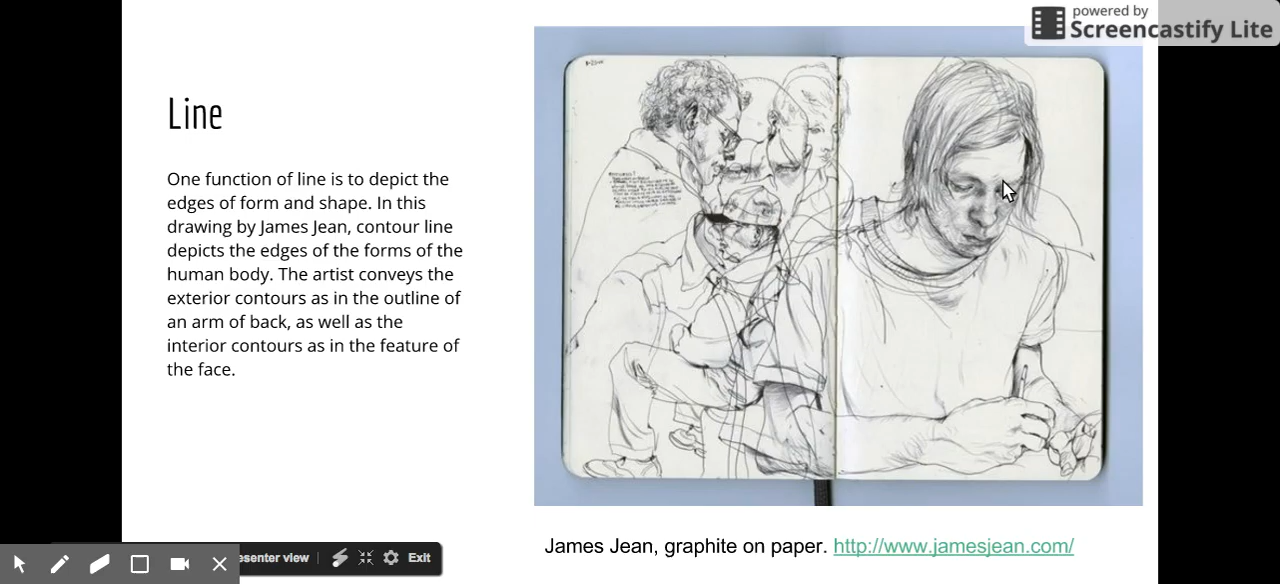 powered by
Screencastify Lite
Line
One function of line is to depict the
edges of form and shape. In this
drawing by James Jean, contour line
depicts the edges of the forms of the
human body. The artist conveys the
exterior contours as in the outline of
an arm of back, as well as the
interior contours as in the feature of
the face.
James Jean, graphite on paper. http://www.jamesjean.com/
esenter view
Exit